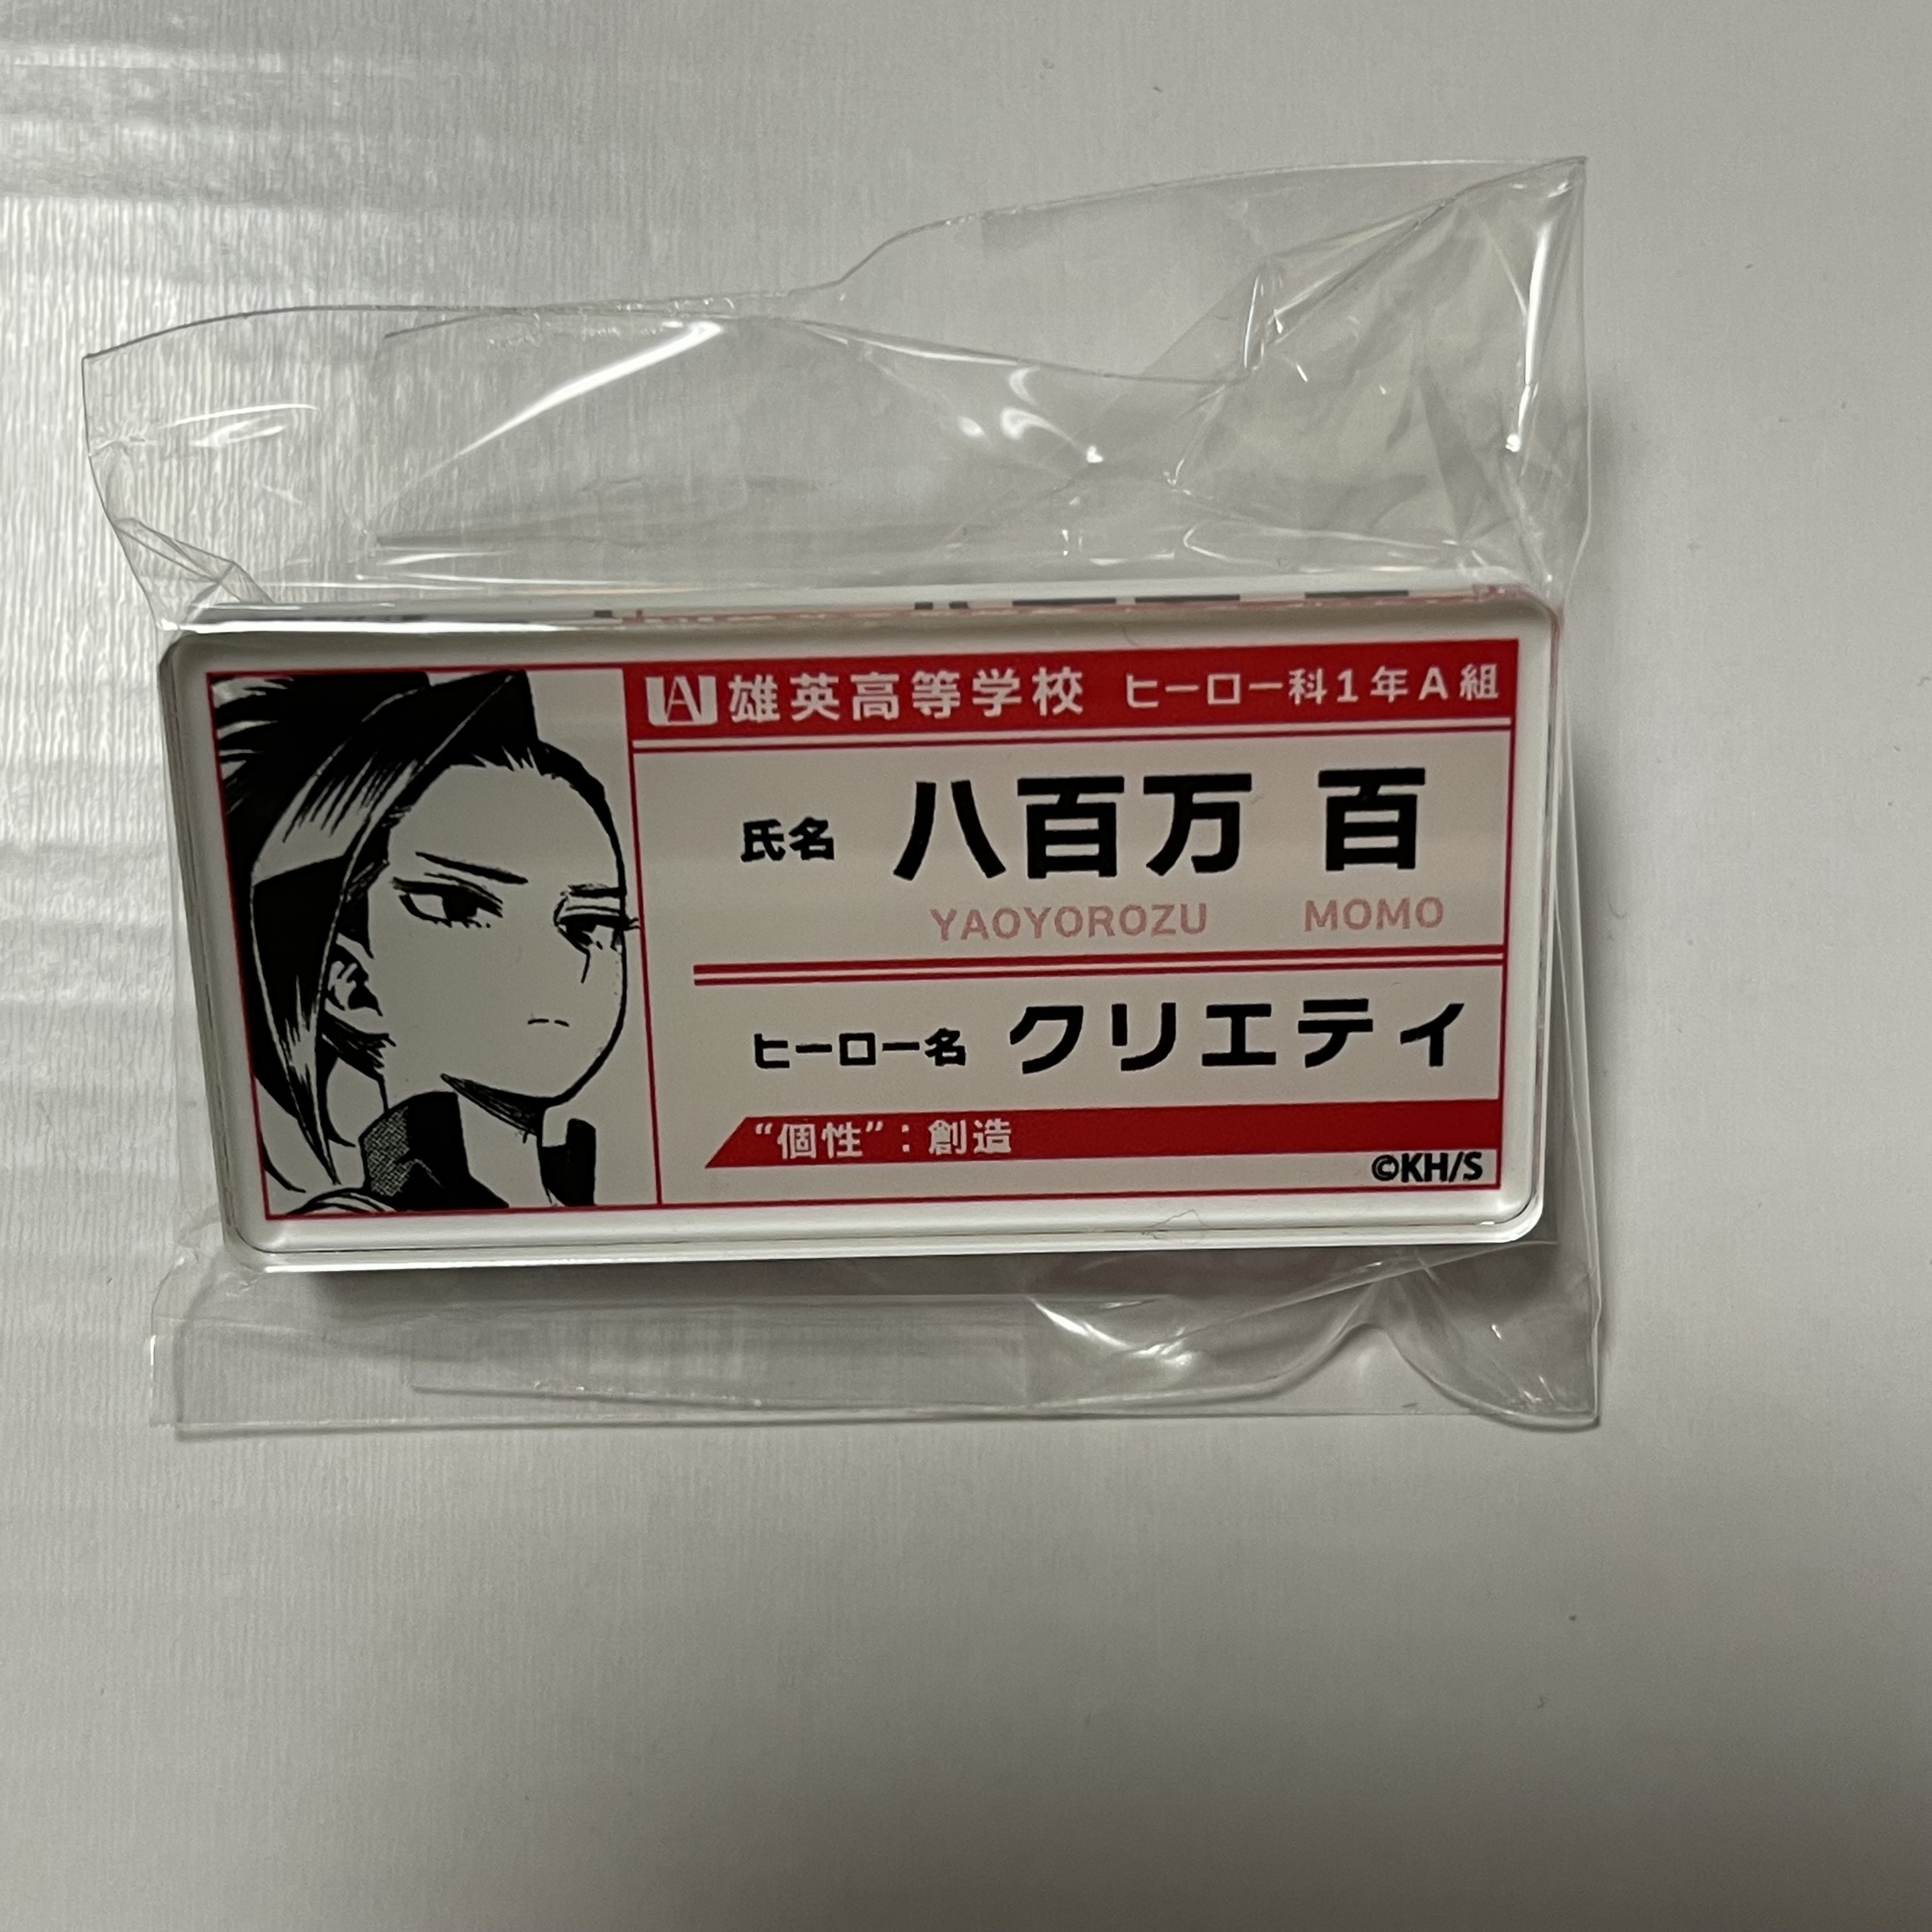 UA 雄英高等学校 ヒーロー科1年A組
氏名 八百万 百
YAOYOROZU MOMO
ヒーロー名 クリエティ
“個性”：創造
©KH/S